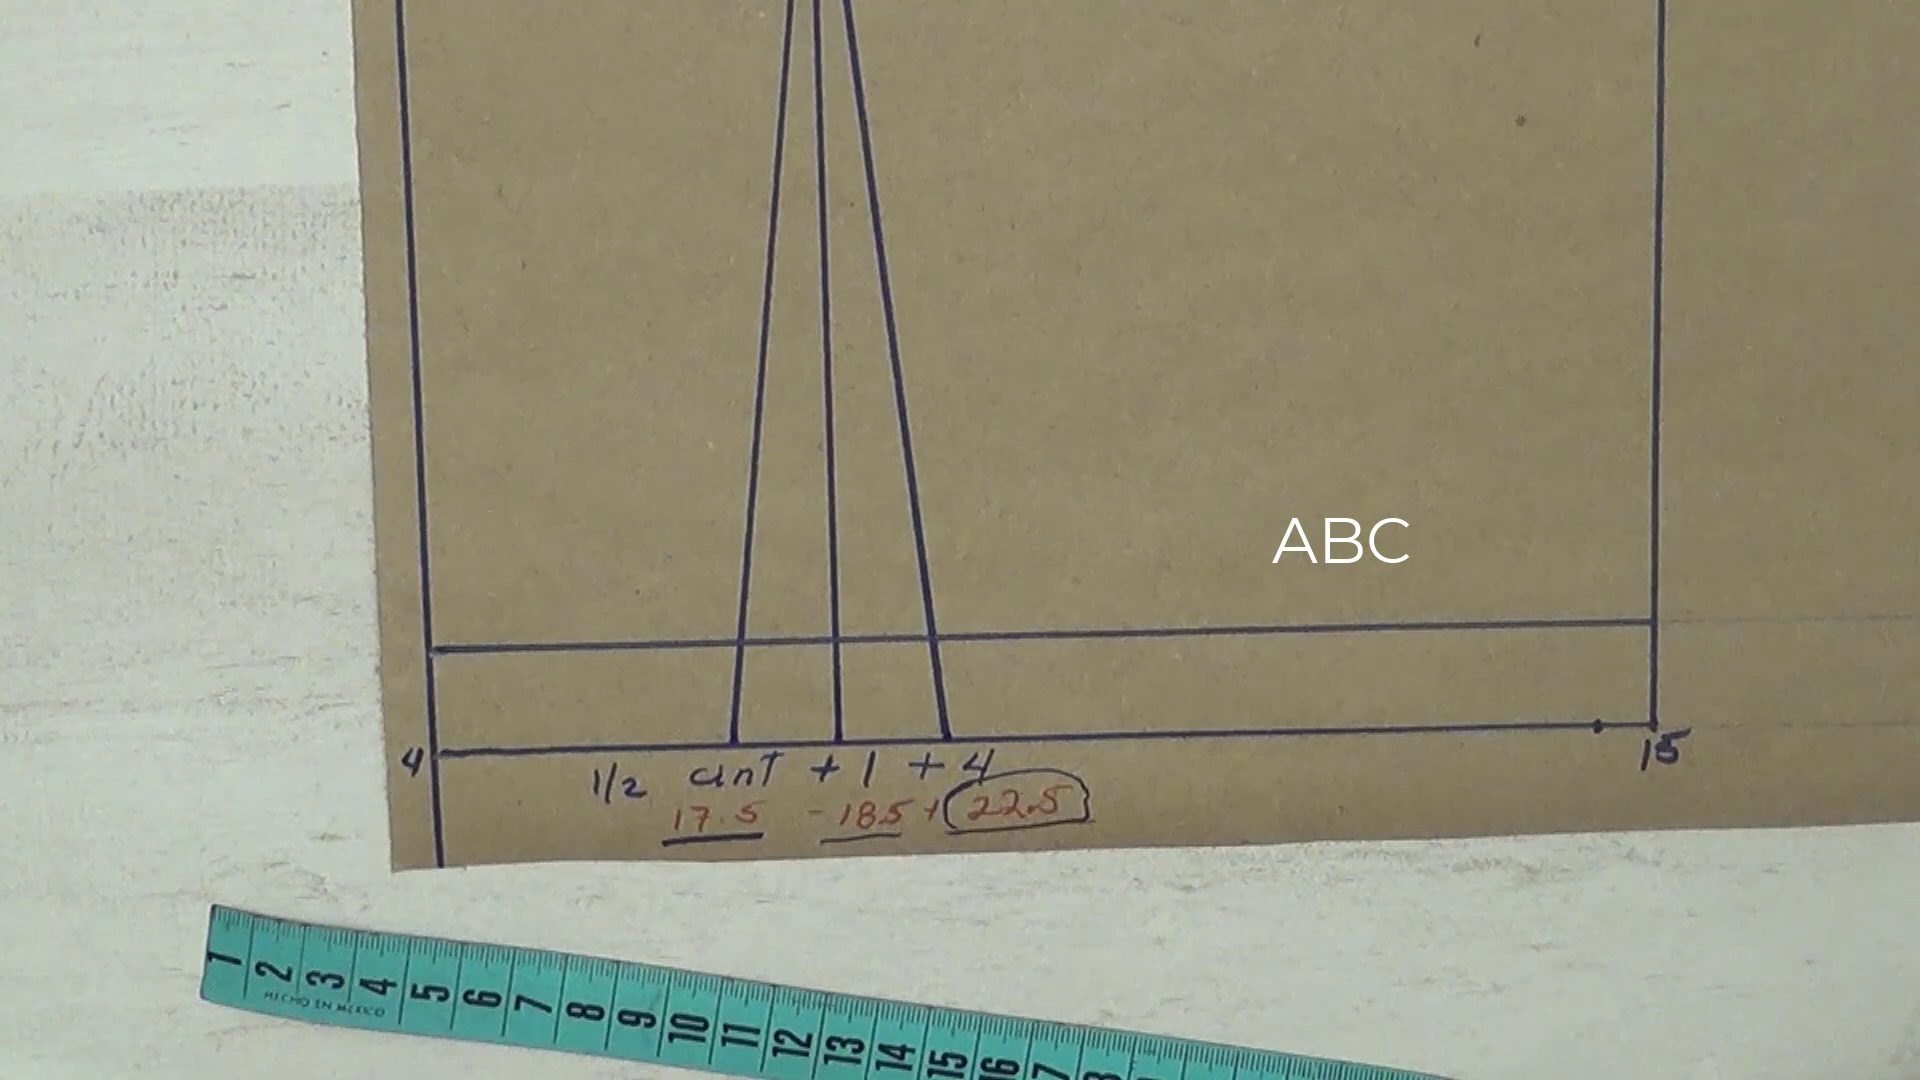 ABC
4
15
1/2 cint + 1 + 4
17.5 - 18.5 + 22.5
1 2 3 4 5 6 7 8 9 10 11 12 13 14 15 16
HECHO EN MEXICO